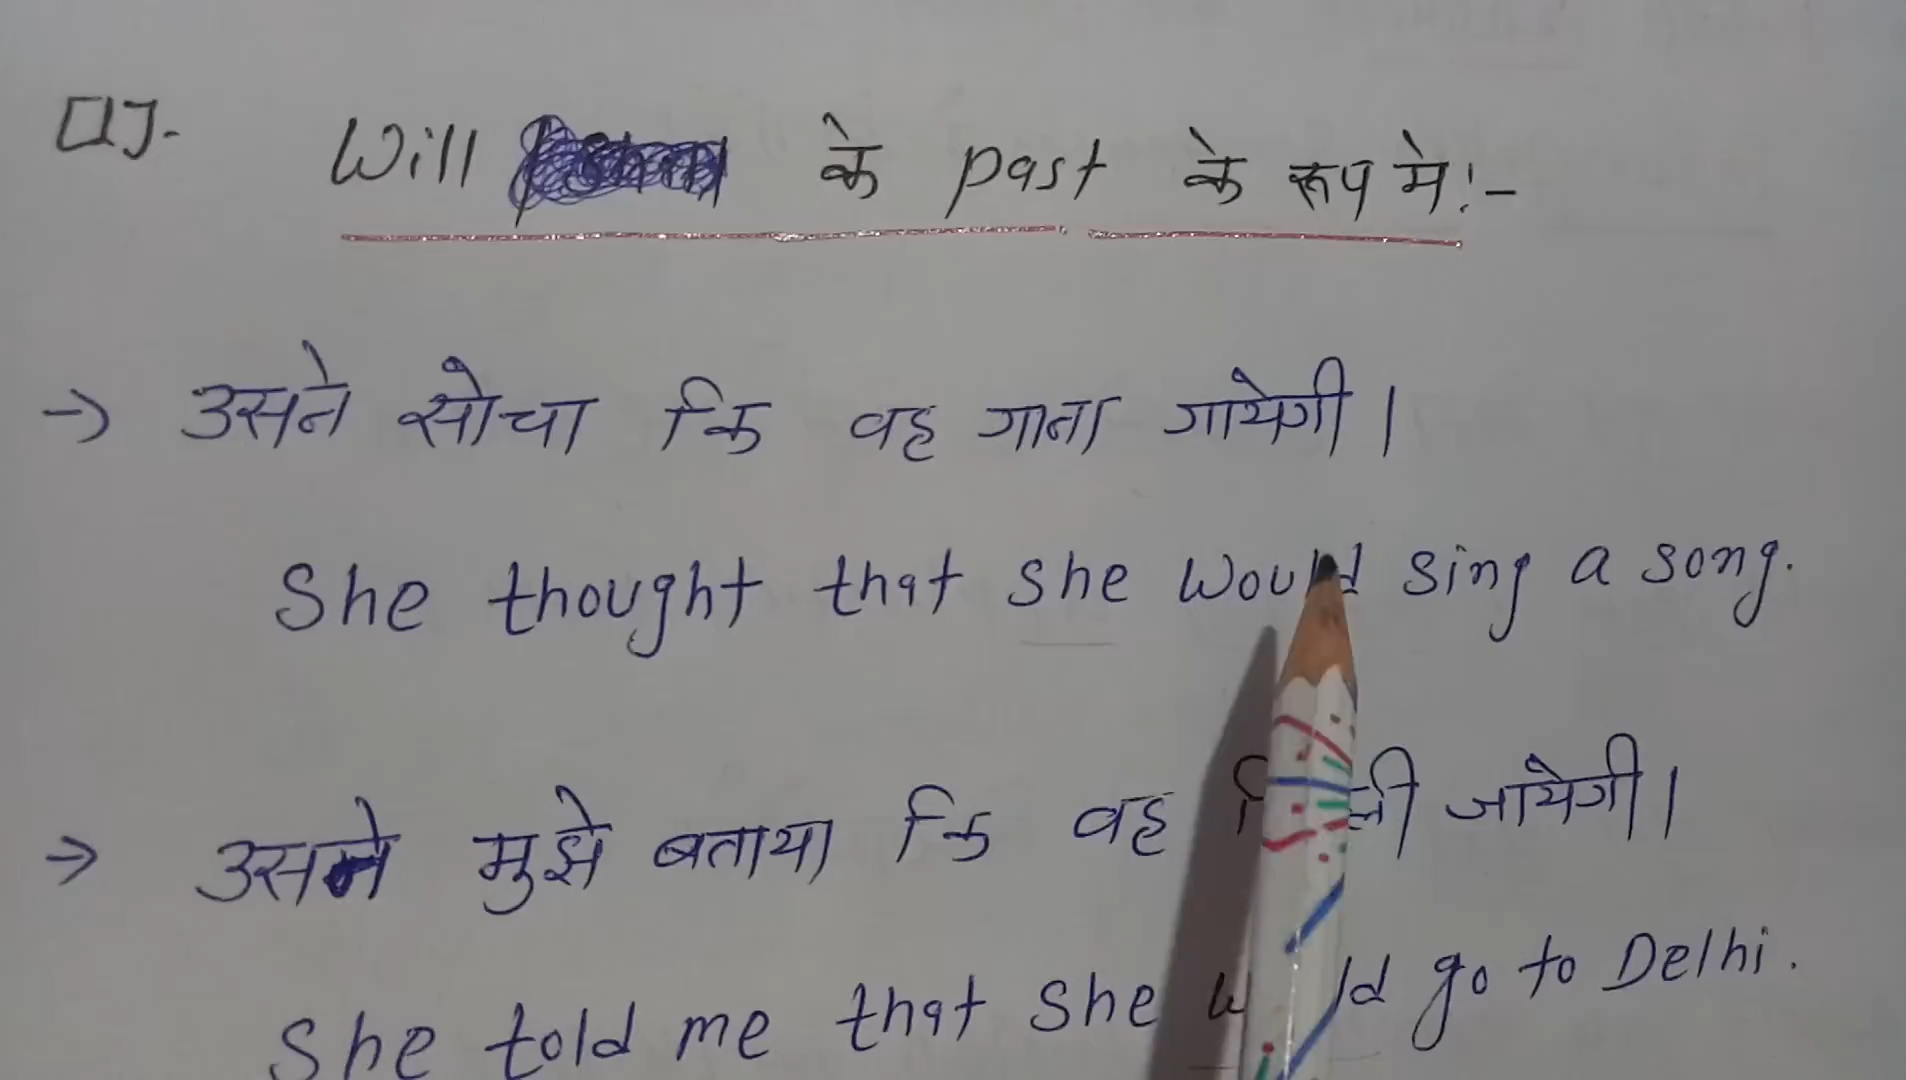 [1]. Will के past के रूप मे:-
→ उसने सोचा कि वह गाना गायेगी।
She thought that she would sing a song.
→ उसने मुझे बताया कि वह जायेगी।
She told me that she go to Delhi.